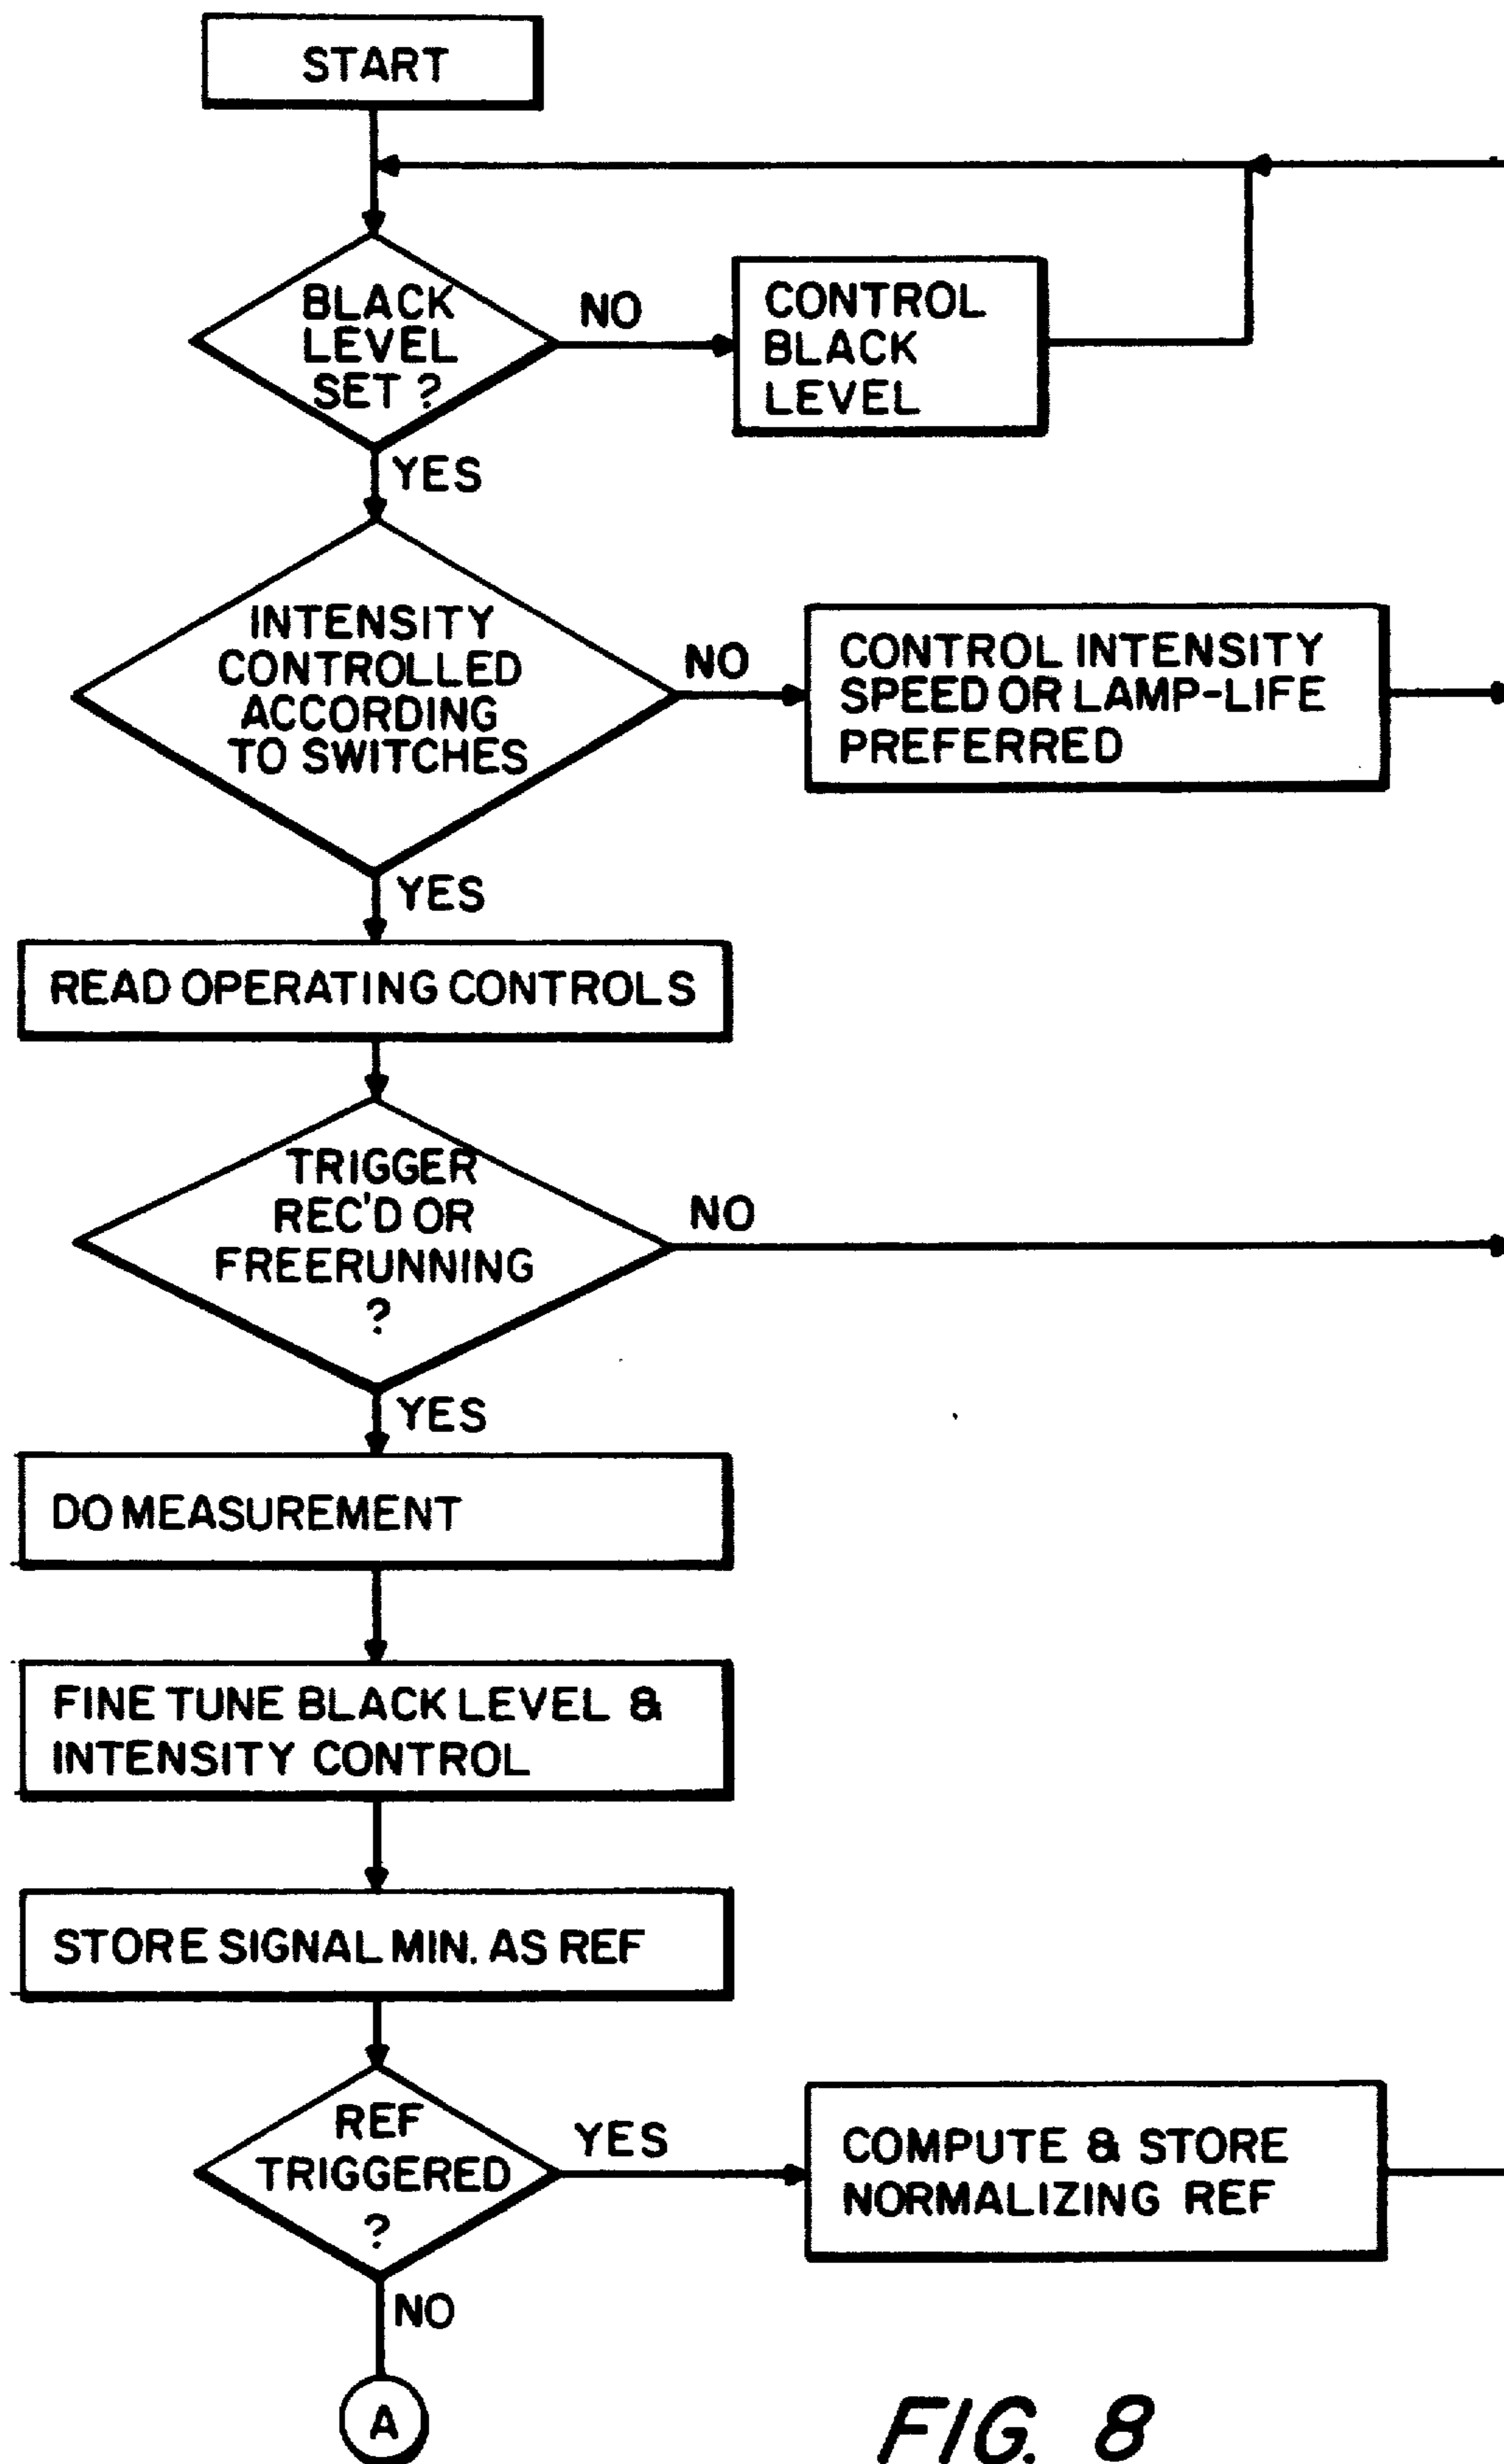 START
BLACK
LEVEL
SET ?
NO
CONTROL
BLACK
LEVEL
YES
INTENSITY
CONTROLLED
ACCORDING
TO SWITCHES
NO
CONTROL INTENSITY
SPEED OR LAMP-LIFE
PREFERRED
YES
READ OPERATING CONTROLS
TRIGGER
REC'D OR
FREERUNNING
?
NO
YES
DO MEASUREMENT
FINE TUNE BLACK LEVEL &
INTENSITY CONTROL
STORE SIGNAL MIN. AS REF
REF
TRIGGERED
?
YES
COMPUTE & STORE
NORMALIZING REF
NO
A
FIG. 8